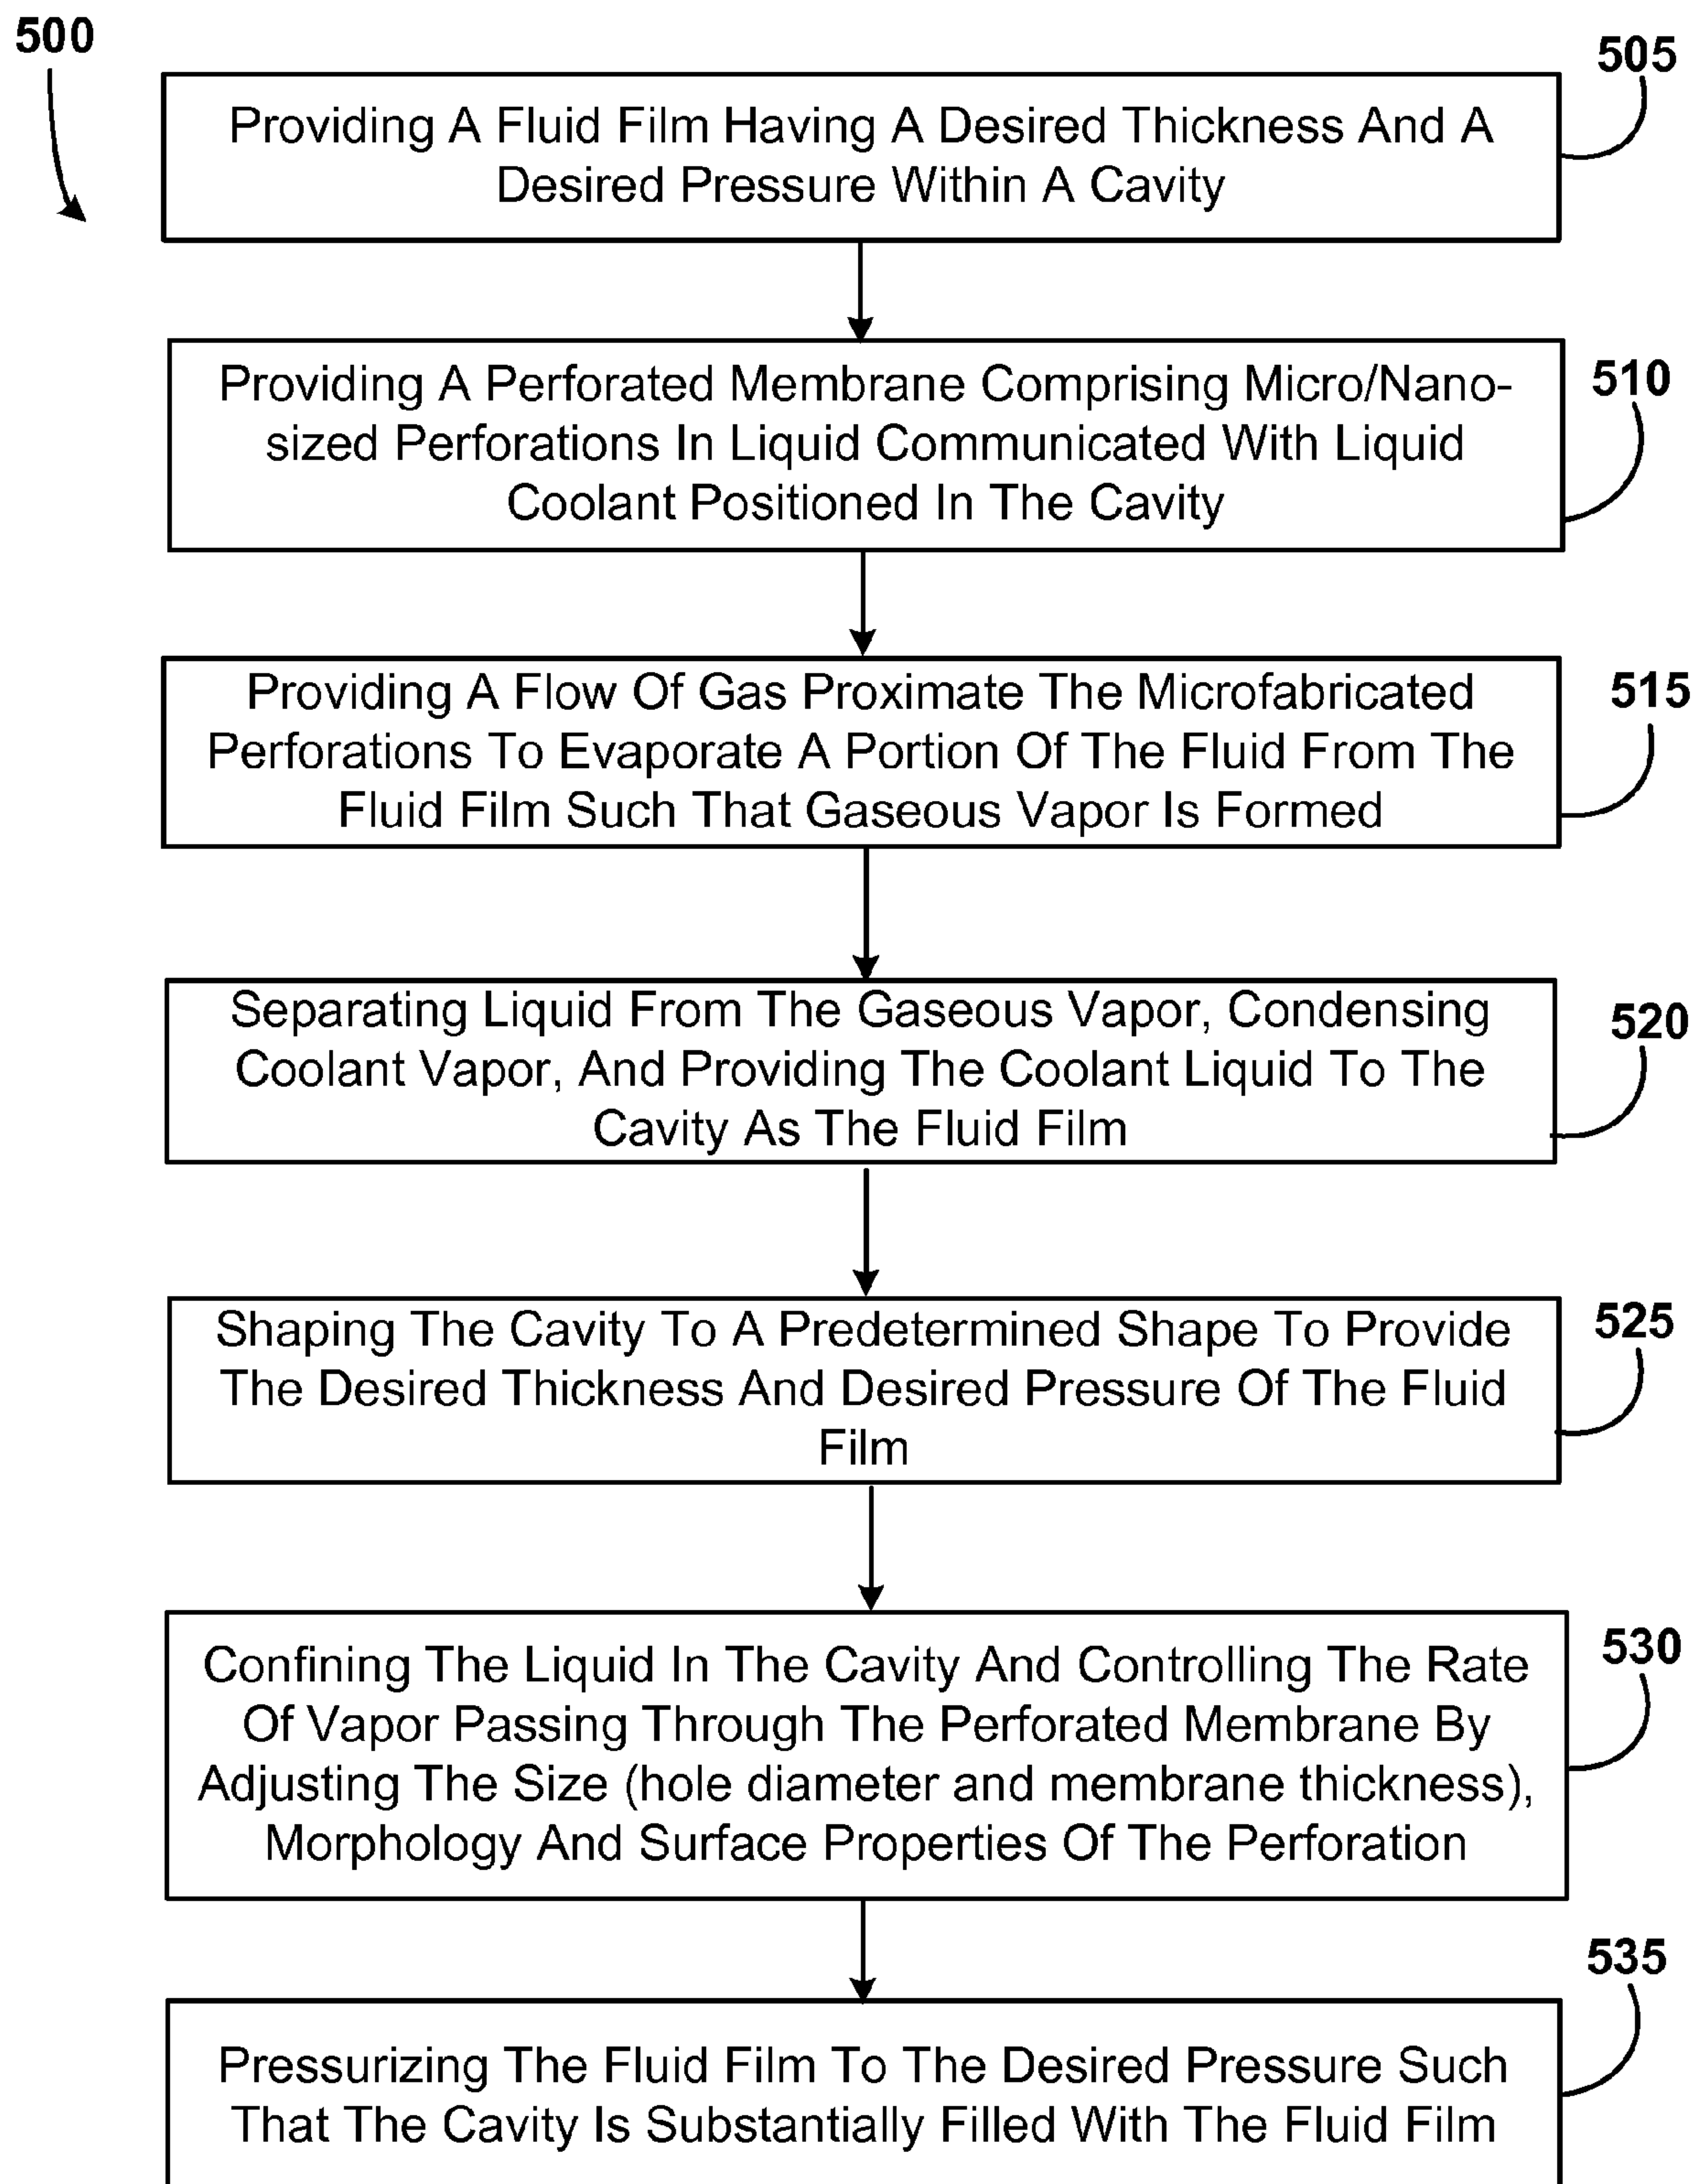 500
505
Providing A Fluid Film Having A Desired Thickness And A
Desired Pressure Within A Cavity
510
Providing A Perforated Membrane Comprising Micro/Nano-
sized Perforations In Liquid Communicated With Liquid
Coolant Positioned In The Cavity
515
Providing A Flow Of Gas Proximate The Microfabricated
Perforations To Evaporate A Portion Of The Fluid From The
Fluid Film Such That Gaseous Vapor Is Formed
520
Separating Liquid From The Gaseous Vapor, Condensing
Coolant Vapor, And Providing The Coolant Liquid To The
Cavity As The Fluid Film
525
Shaping The Cavity To A Predetermined Shape To Provide
The Desired Thickness And Desired Pressure Of The Fluid
Film
530
Confining The Liquid In The Cavity And Controlling The Rate
Of Vapor Passing Through The Perforated Membrane By
Adjusting The Size (hole diameter and membrane thickness),
Morphology And Surface Properties Of The Perforation
535
Pressurizing The Fluid Film To The Desired Pressure Such
That The Cavity Is Substantially Filled With The Fluid Film